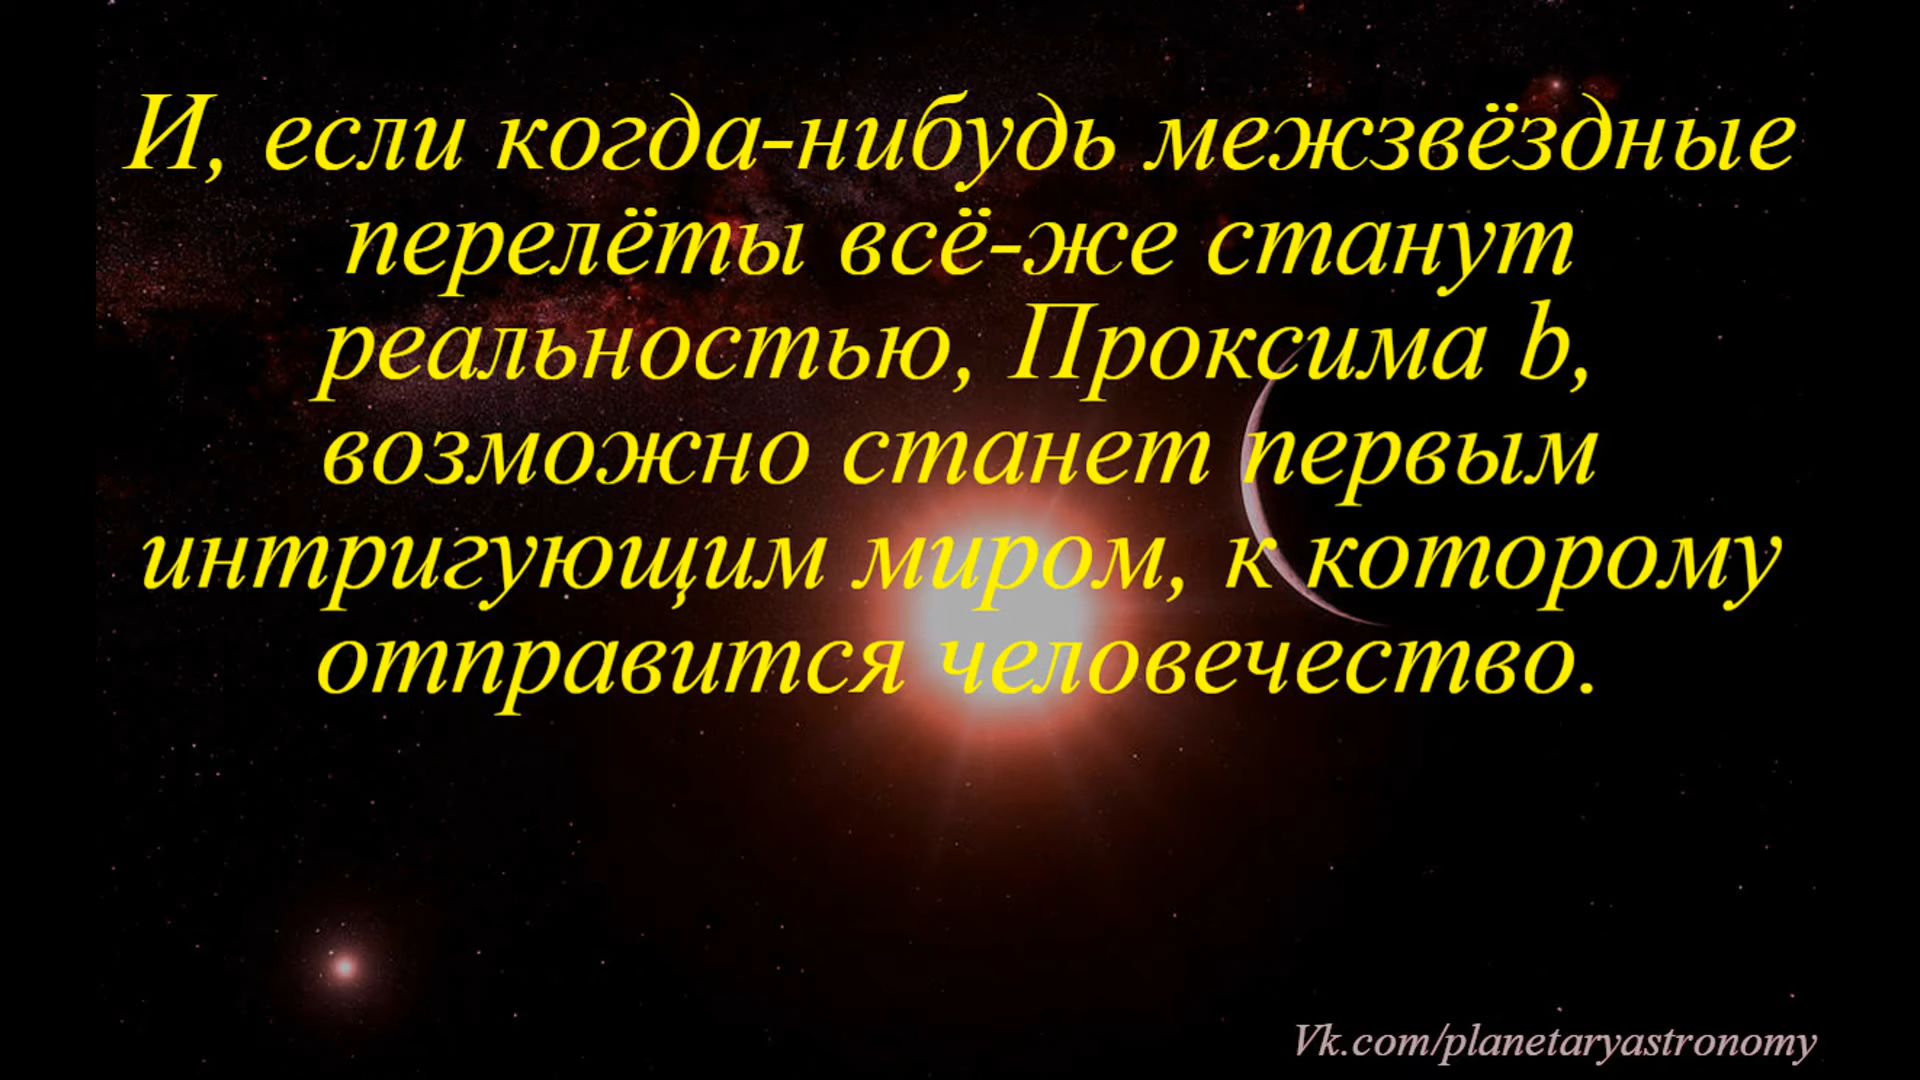 И, если когда-нибудь межзвёздные
перелёты всё-же станут
реальностью, Проксима b,
возможно станет первым
интригующим миром, к которому
отправится человечество.
Vk.com/planetaryastronomy